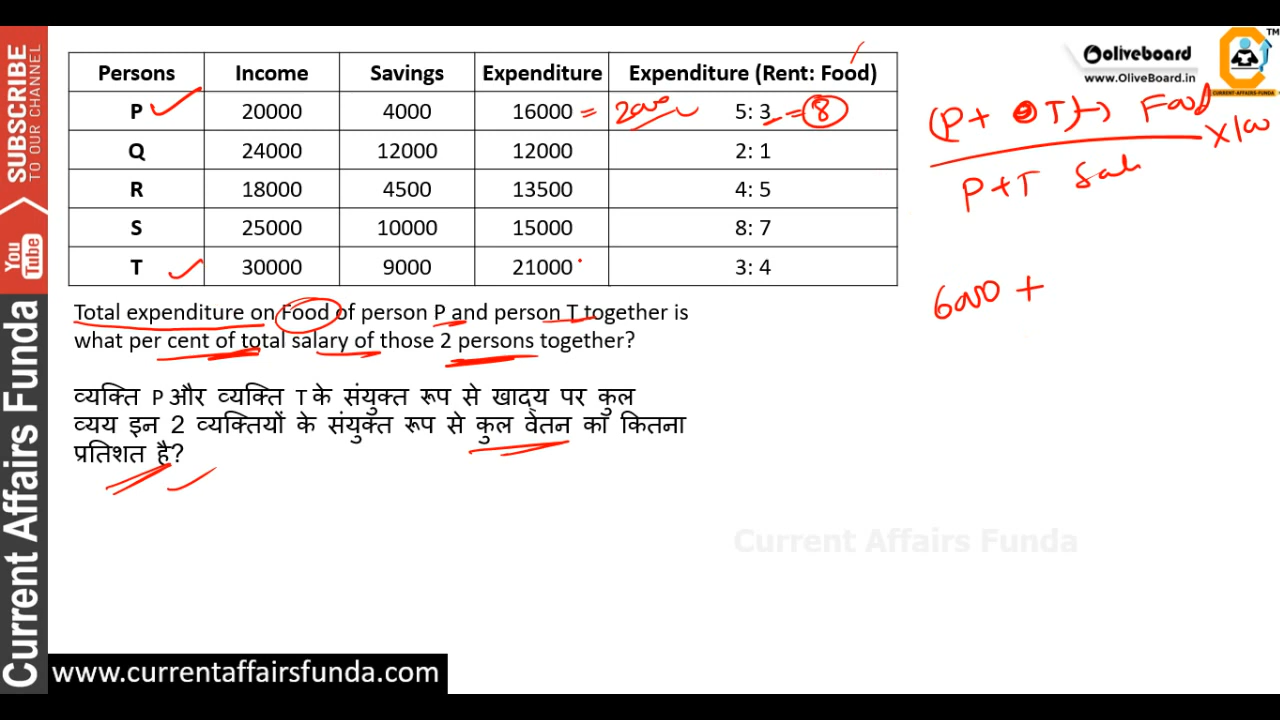 SUBSCRIBE
TO OUR CHANNEL
You
Tube
Current Affairs Funda
oliveboard
www.OliveBoard.in
CURRENT-AFFAIRS-FUNDA
TM
Persons Income Savings Expenditure Expenditure (Rent: Food)
P 20000 4000 16000 = 2000 5: 3 = 8
Q 24000 12000 12000 2: 1
R 18000 4500 13500 4: 5
S 25000 10000 15000 8: 7
T 30000 9000 21000 3: 4
(P+ T) → Food
X 100
P+T Sal
6000 +
Total expenditure on Food of person P and person T together is
what per cent of total salary of those 2 persons together?
व्यक्ति P और व्यक्ति T के संयुक्त रूप से खाद्य पर कुल
व्यय इन 2 व्यक्तियों के संयुक्त रूप से कुल वेतन का कितना
प्रतिशत है?
Current Affairs Funda
www.currentaffairsfunda.com